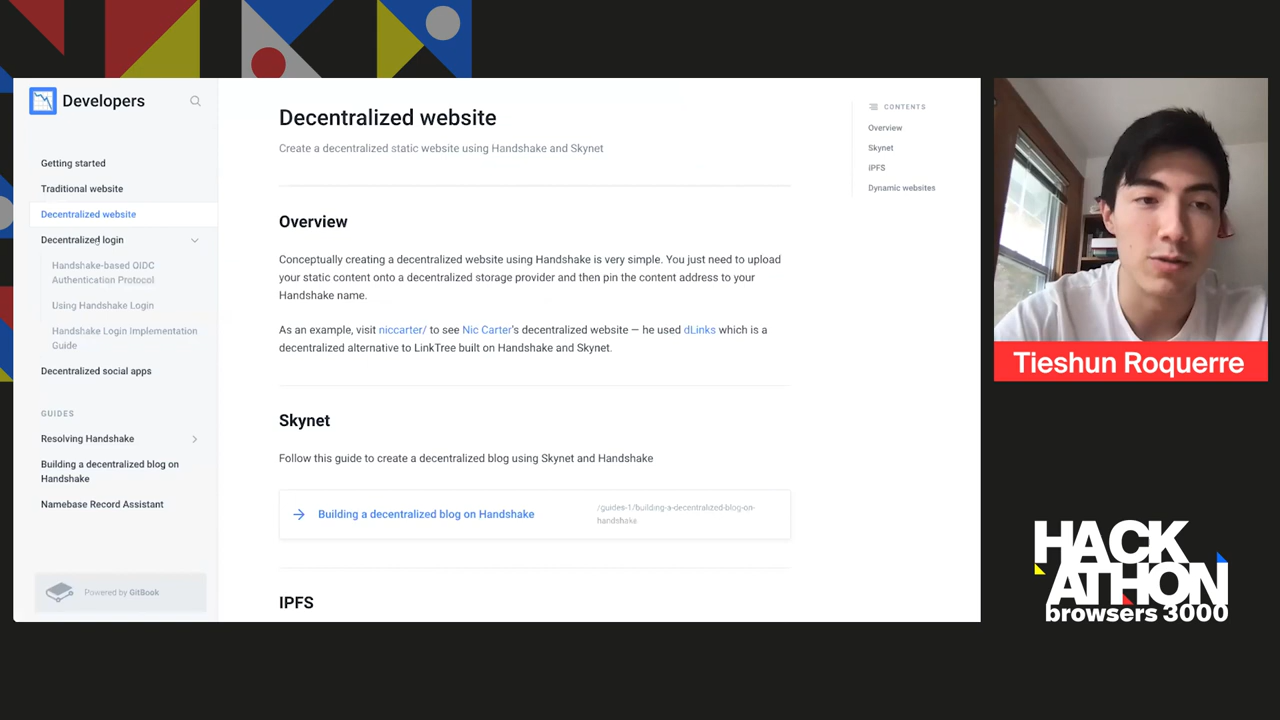 Developers
Getting started
Traditional website
Decentralized website
Decentralized login
Handshake-based OIDC
Authentication Protocol
Using Handshake Login
Handshake Login Implementation
Guide
Decentralized social apps
GUIDES
Resolving Handshake
Building a decentralized blog on
Handshake
Namebase Record Assistant
Powered by GitBook
Decentralized website
Create a decentralized static website using Handshake and Skynet
Overview
Conceptually creating a decentralized website using Handshake is very simple. You just need to upload
your static content onto a decentralized storage provider and then pin the content address to your
Handshake name.
As an example, visit niccarter/ to see Nic Carter's decentralized website — he used dLinks which is a
decentralized alternative to LinkTree built on Handshake and Skynet.
Skynet
Follow this guide to create a decentralized blog using Skynet and Handshake
Building a decentralized blog on Handshake
/guides-1/building-a-decentralized-blog-on-
handshake
IPFS
CONTENTS
Overview
Skynet
IPFS
Dynamic websites
Tieshun Roquerre
HACK
ATHON
browsers 3000